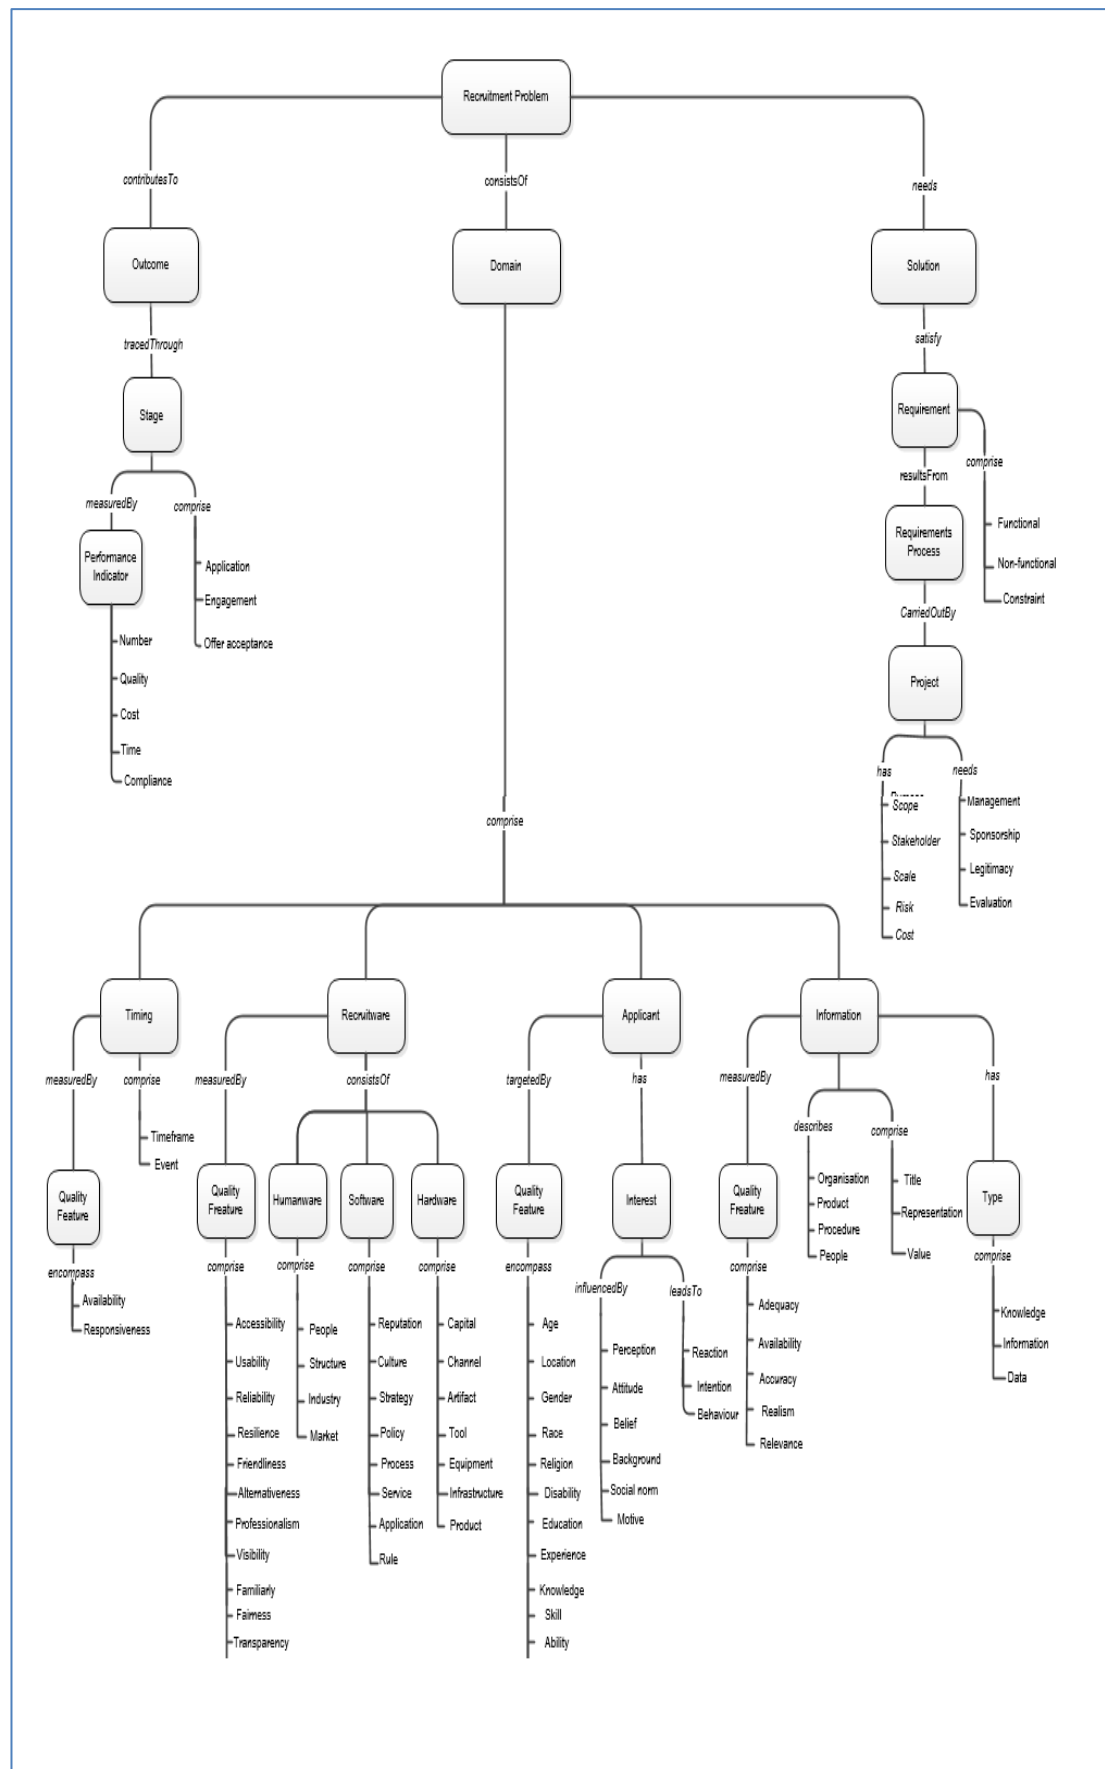 Recruitment Problem
contributesTo
consistsOf
needs
Outcome
Domain
Solution
tracedThrough
satisfy
Stage
Requirement
measuredBy
comprise
resultsFrom
comprise
Performance
Indicator
Application
Engagement
Offer acceptance
Requirements
Process
Functional
Non-functional
Constraint
Number
Quality
Cost
Time
Compliance
CarriedOutBy
Project
has
needs
Scope
Stakeholder
Scale
Risk
Cost
Management
Sponsorship
Legitimacy
Evaluation
comprise
Timing
Recruitware
Applicant
Information
measuredBy
comprise
measuredBy
consistsOf
targetedBy
has
measuredBy
describes
comprise
has
Timeframe
Event
Quality
Feature
Quality
Freature
Humanware
Software
Hardware
Quality
Feature
Interest
Quality
Freature
Organisation
Product
Procedure
People
Title
Representation
Value
Type
encompass
Availability
Responsiveness
comprise
Accessibility
Usability
Reliability
Resilience
Friendliness
Alternativeness
Professionalism
Visibility
Familiarly
Fairness
Transparency
comprise
People
Structure
Industry
Market
comprise
Reputation
Culture
Strategy
Policy
Process
Service
Application
Rule
comprise
Capital
Channel
Artifact
Tool
Equipment
Infrastructure
Product
encompass
Age
Location
Gender
Race
Religion
Disability
Education
Experience
Knowledge
Skill
Ability
influencedBy
Perception
Attitude
Belief
Background
Social norm
Motive
leadsTo
Reaction
Intention
Behaviour
comprise
Adequacy
Availability
Accuracy
Realism
Relevance
comprise
Knowledge
Information
Data